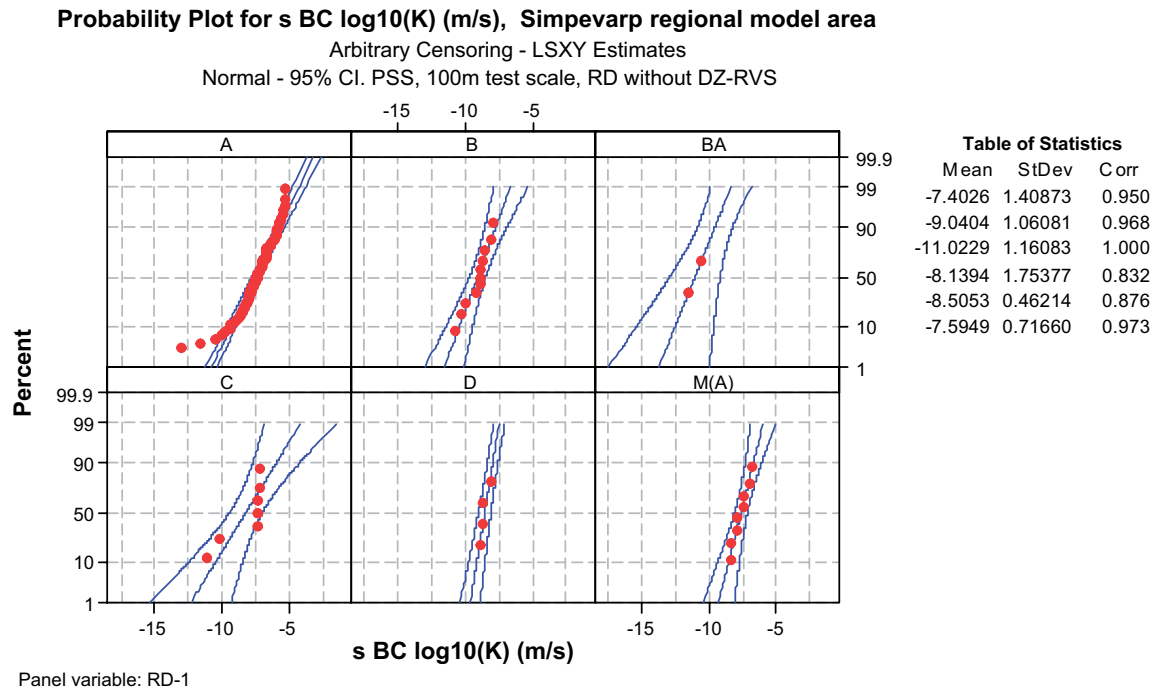 Probability Plot for s BC log10(K) (m/s), Simpevarp regional model area
Arbitrary Censoring - LSXY Estimates
Normal - 95% CI. PSS, 100m test scale, RD without DZ-RVS
-15 -10 -5
A B BA
99.9
99
90
50
10
1
Table of Statistics
Mean StDev Corr
-7.4026 1.40873 0.950
-9.0404 1.06081 0.968
-11.0229 1.16083 1.000
-8.1394 1.75377 0.832
-8.5053 0.46214 0.876
-7.5949 0.71660 0.973
Percent
C D M(A)
99.9
99
90
50
10
1
-15 -10 -5 -15 -10 -5
s BC log10(K) (m/s)
Panel variable: RD-1